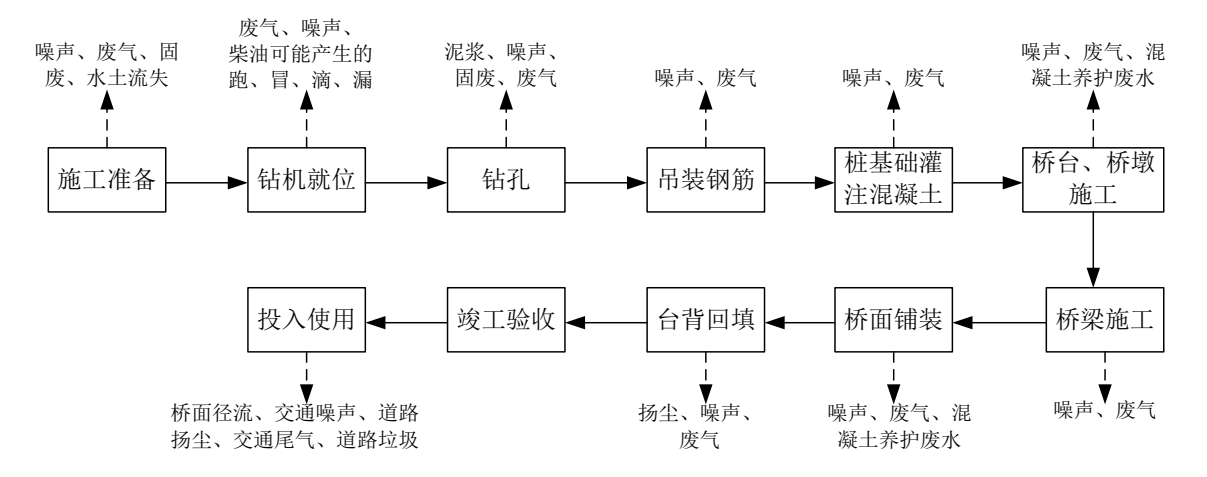 噪声、废气、固
废、水土流失
废气、噪声、
柴油可能产生的
跑、冒、滴、漏
泥浆、噪声、
固废、废气
噪声、废气
噪声、废气
噪声、废气、混
凝土养护废水
施工准备
钻机就位
钻孔
吊装钢筋
桩基础灌
注混凝土
桥台、桥墩
施工
投入使用
竣工验收
台背回填
桥面铺装
桥梁施工
桥面径流、交通噪声、道路
扬尘、交通尾气、道路垃圾
扬尘、噪声、
废气
噪声、废气、混
凝土养护废水
噪声、废气